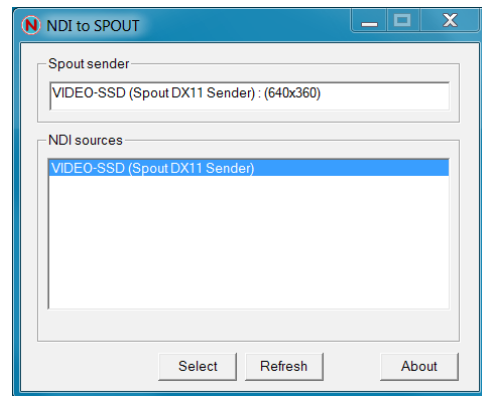 NDI to SPOUT
Spout sender
VIDEO-SSD (Spout DX11 Sender) : (640x360)
NDI sources
VIDEO-SSD (Spout DX11 Sender)
Select Refresh About